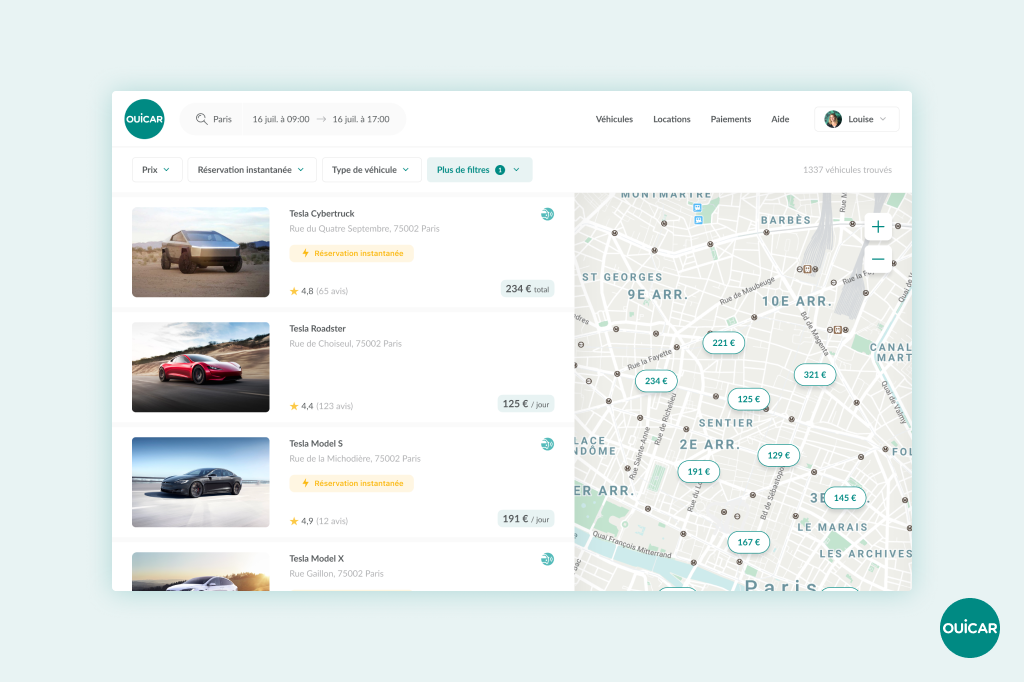 OUICAR
Paris
16 juil. à 09:00
16 juil. à 17:00
Véhicules
Locations
Paiements
Aide
Louise
Prix
Réservation instantanée
Type de véhicule
Plus de filtres 1
1337 véhicules trouvés
Tesla Cybertruck
Rue du Quatre Septembre, 75002 Paris
Réservation instantanée
4,8 (65 avis)
234 € total
Tesla Roadster
Rue de Choiseul, 75002 Paris
4,4 (123 avis)
125 € / jour
Tesla Model S
Rue de la Michodière, 75002 Paris
Réservation instantanée
4,9 (12 avis)
191 € / jour
Tesla Model X
Rue Gaillon, 75002 Paris
MONTMARTRE
BARBÈS
ST GEORGES
9E ARR.
Rue de Maubeuge
10E ARR.
Bd de Magenta
221 €
CANAL
MART
Rue la Fayette
234 €
321 €
125 €
Rue de Richelieu
Quai de Valmy
SENTIER
2E ARR.
LACE
NDÔME
Rue Sainte-Anne
129 €
191 €
FOL
Bd de Sébastopol
ER ARR.
145 €
LE MARAIS
Quai François Mitterrand
167 €
LES ARCHIVES
Paris
OUICAR